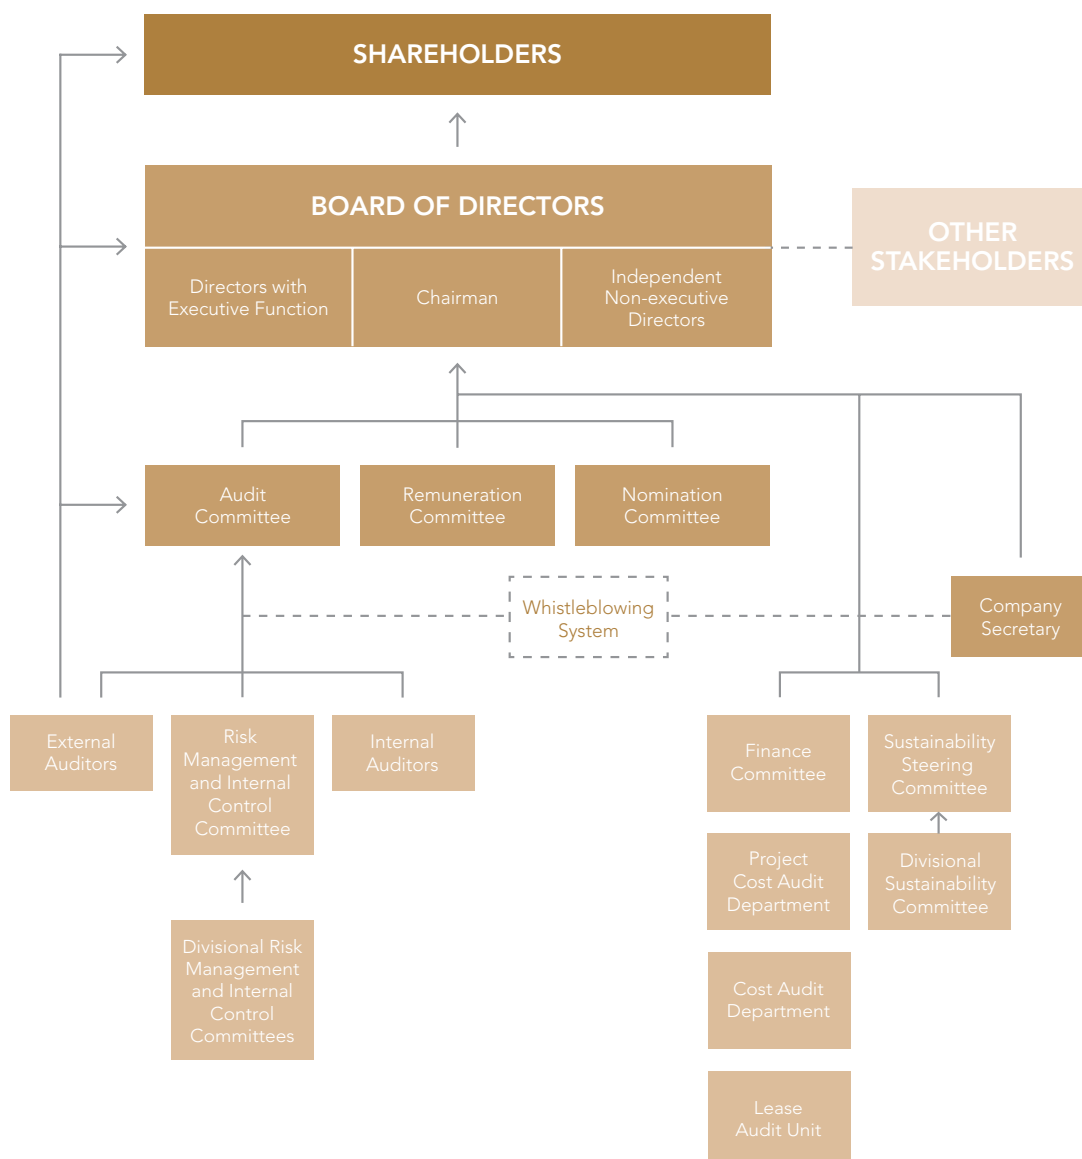 SHAREHOLDERS
BOARD OF DIRECTORS
Directors with
Executive Function
Chairman
Independent
Non-executive
Directors
OTHER
STAKEHOLDERS
Audit
Committee
Remuneration
Committee
Nomination
Committee
Whistleblowing
System
Company
Secretary
External
Auditors
Risk
Management
and Internal
Control
Committee
Internal
Auditors
Finance
Committee
Sustainability
Steering
Committee
Project
Cost Audit
Department
Divisional
Sustainability
Committee
Divisional Risk
Management
and Internal
Control
Committees
Cost Audit
Department
Lease
Audit Unit